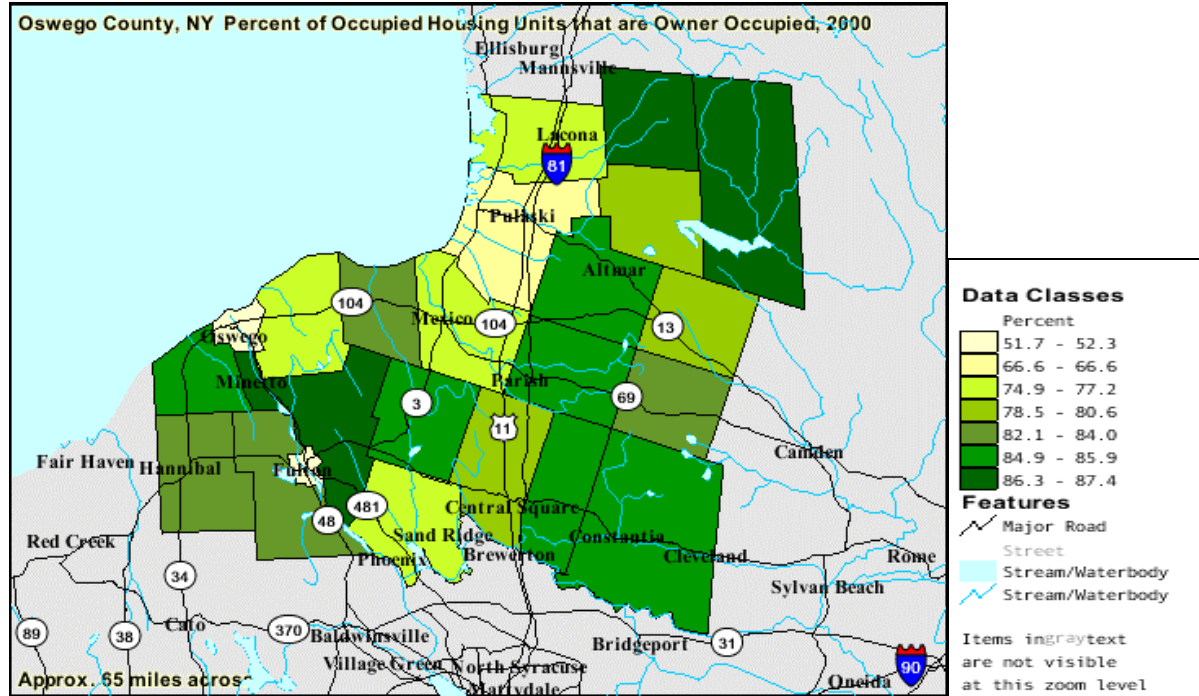 Oswego County, NY Percent of Occupied Housing Units that are Owner Occupied, 2000
Ellisburg
Mannsville
Lacona
81
Pulaski
Altmar
104
Oswego
Mexico
104
13
Minetto
Parish
3
11
69
Fair Haven
Hannibal
Fulton
Camden
48
481
Central Square
Sand Ridge
Constantia
Red Creek
Phoenix
Brewerton
Cleveland
Rome
34
Sylvan Beach
89
38
Cato
370
Baldwinsville
Bridgeport
31
Village Green
North Syracuse
90
Approx. 65 miles across
Mattydale
Oneida
Data Classes
Percent
51.7 - 52.3
66.6 - 66.6
74.9 - 77.2
78.5 - 80.6
82.1 - 84.0
84.9 - 85.9
86.3 - 87.4
Features
Major Road
Street
Stream/Waterbody
Stream/Waterbody
Items in gray text
are not visible
at this zoom level